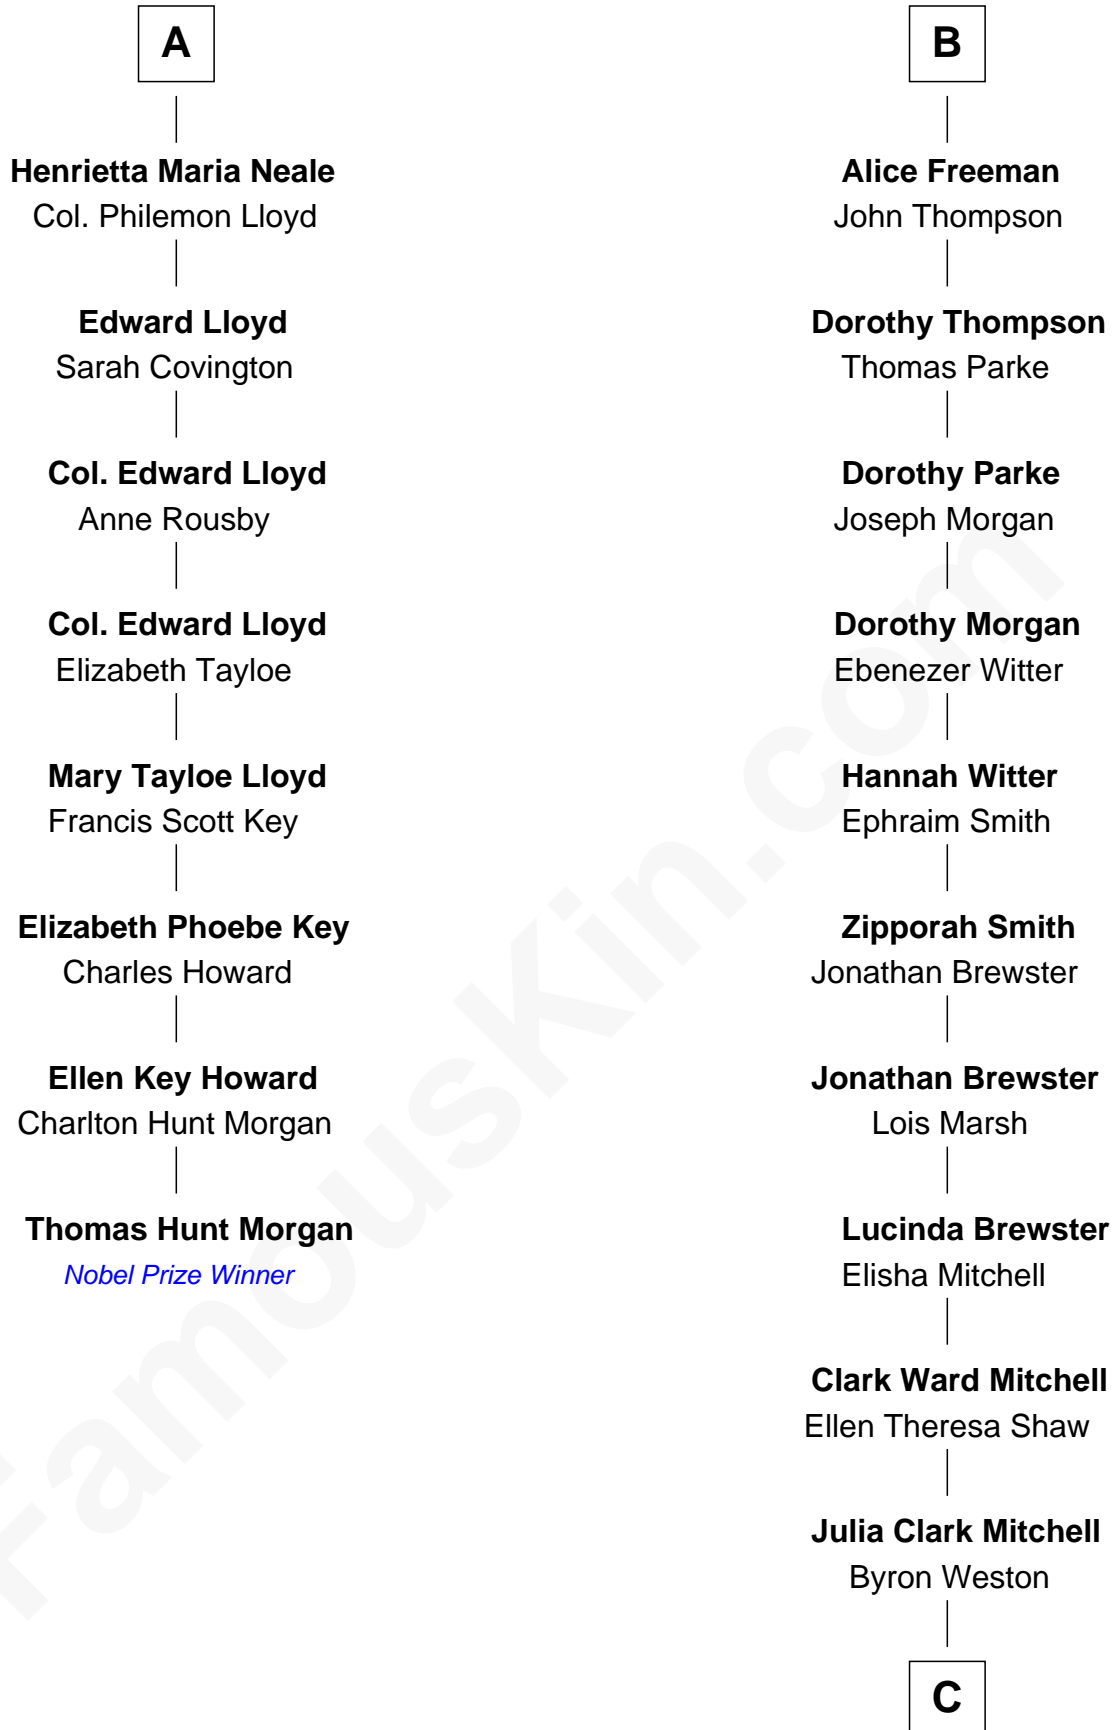 A
Henrietta Maria Neale
Col. Philemon Lloyd
Edward Lloyd
Sarah Covington
Col. Edward Lloyd
Anne Rousby
Col. Edward Lloyd
Elizabeth Tayloe
Mary Tayloe Lloyd
Francis Scott Key
Elizabeth Phoebe Key
Charles Howard
Ellen Key Howard
Charlton Hunt Morgan
Thomas Hunt Morgan
Nobel Prize Winner
B
Alice Freeman
John Thompson
Dorothy Thompson
Thomas Parke
Dorothy Parke
Joseph Morgan
Dorothy Morgan
Ebenezer Witter
Hannah Witter
Ephraim Smith
Zipporah Smith
Jonathan Brewster
Jonathan Brewster
Lois Marsh
Lucinda Brewster
Elisha Mitchell
Clark Ward Mitchell
Ellen Theresa Shaw
Julia Clark Mitchell
Byron Weston
C
FamousKin.com